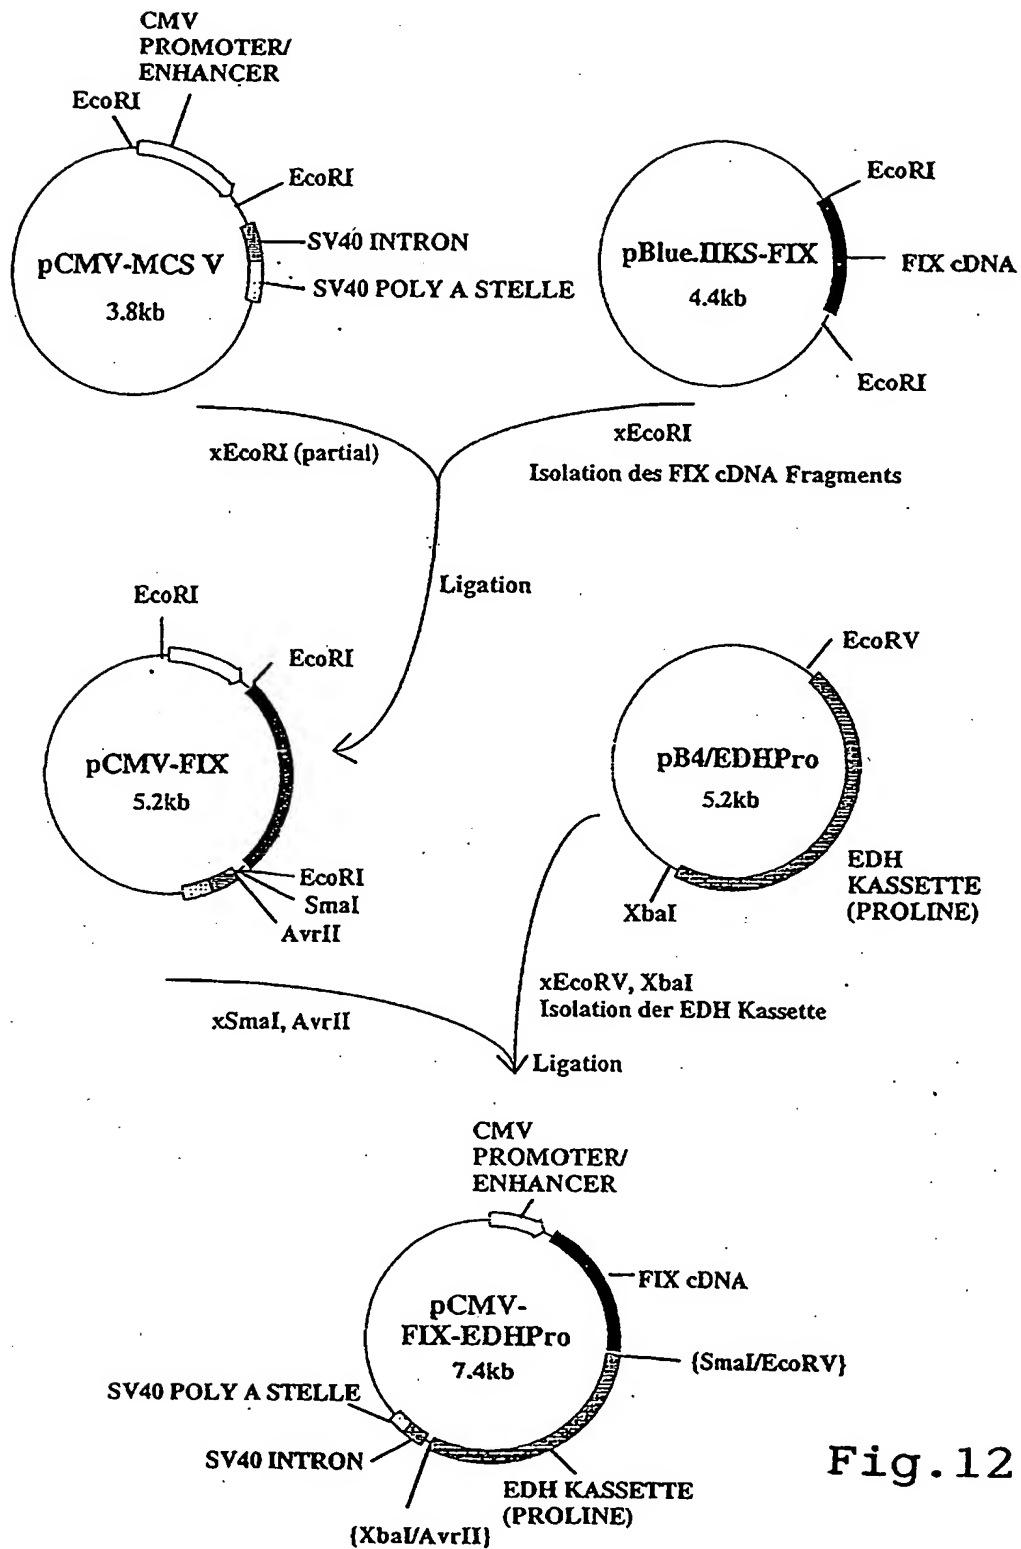 CMV
PROMOTER/
ENHANCER
EcoRI
EcoRI
SV40 INTRON
SV40 POLY A STELLE
pCMV-MCS V
3.8kb
EcoRI
pBlue.IIKS-FIX
4.4kb
FIX cDNA
EcoRI
xEcoRI (partial)
xEcoRI
Isolation des FIX cDNA Fragments
Ligation
EcoRI
EcoRI
pCMV-FIX
5.2kb
EcoRI
SmaI
AvrII
EcoRV
pB4/EDHPro
5.2kb
EDH
KASSETTE
(PROLINE)
XbaI
xSmaI, AvrII
xEcoRV, XbaI
Isolation der EDH Kassette
Ligation
CMV
PROMOTER/
ENHANCER
FIX cDNA
pCMV-
FIX-EDHPro
7.4kb
{SmaI/EcoRV}
SV40 POLY A STELLE
SV40 INTRON
EDH KASSETTE
(PROLINE)
{XbaI/AvrII}
Fig.12